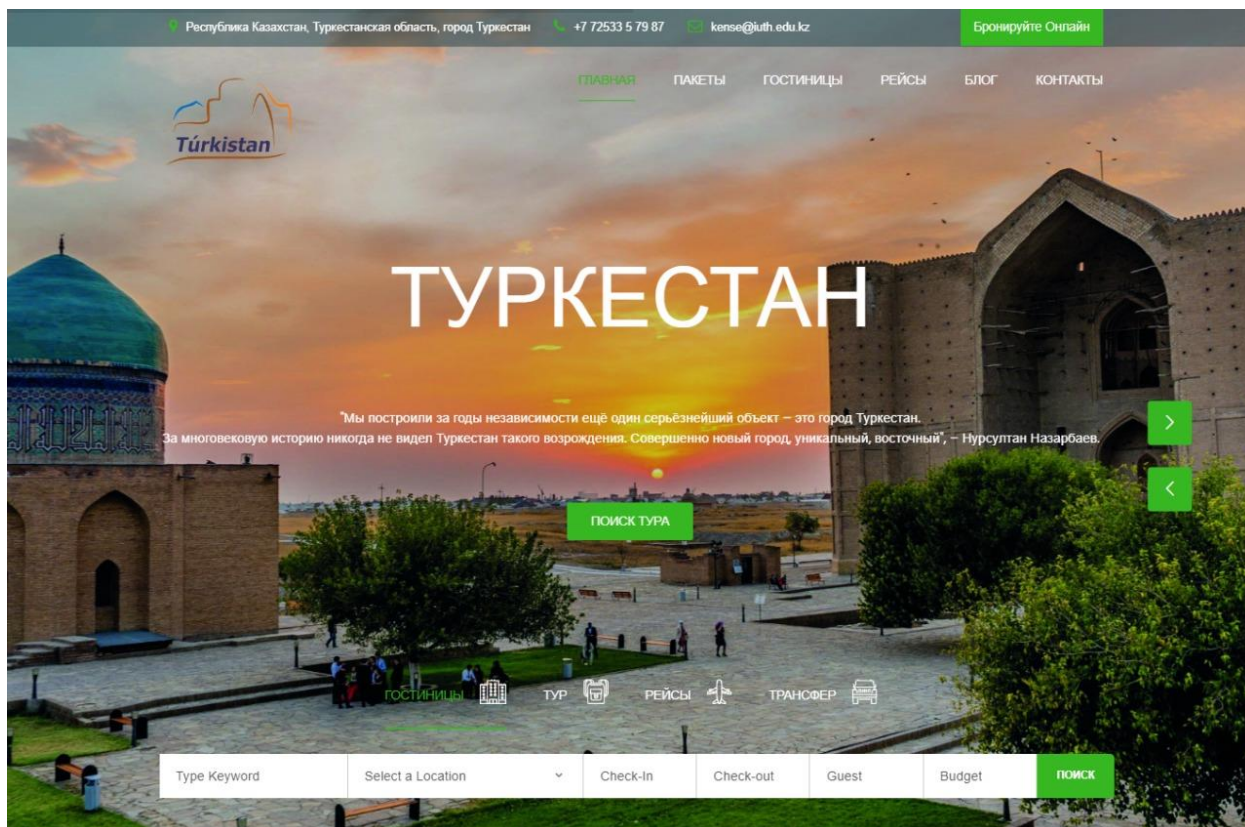 Республика Казахстан, Туркестанская область, город Туркестан +7 72533 5 79 87 kense@iuth.edu.kz Бронируйте Онлайн
ГЛАВНАЯ ПАКЕТЫ ГОСТИНИЦЫ РЕЙСЫ БЛОГ КОНТАКТЫ
Túrkistan
ТУРКЕСТАН
"Мы построили за годы независимости ещё один серьёзнейший объект – это город Туркестан.
За многовековую историю никогда не видел Туркестан такого возрождения. Совершенно новый город, уникальный, восточный", – Нурсултан Назарбаев.
ПОИСК ТУРА
ГОСТИНИЦЫ ТУР РЕЙСЫ ТРАНСФЕР
Type Keyword Select a Location Check-In Check-out Guest Budget ПОИСК